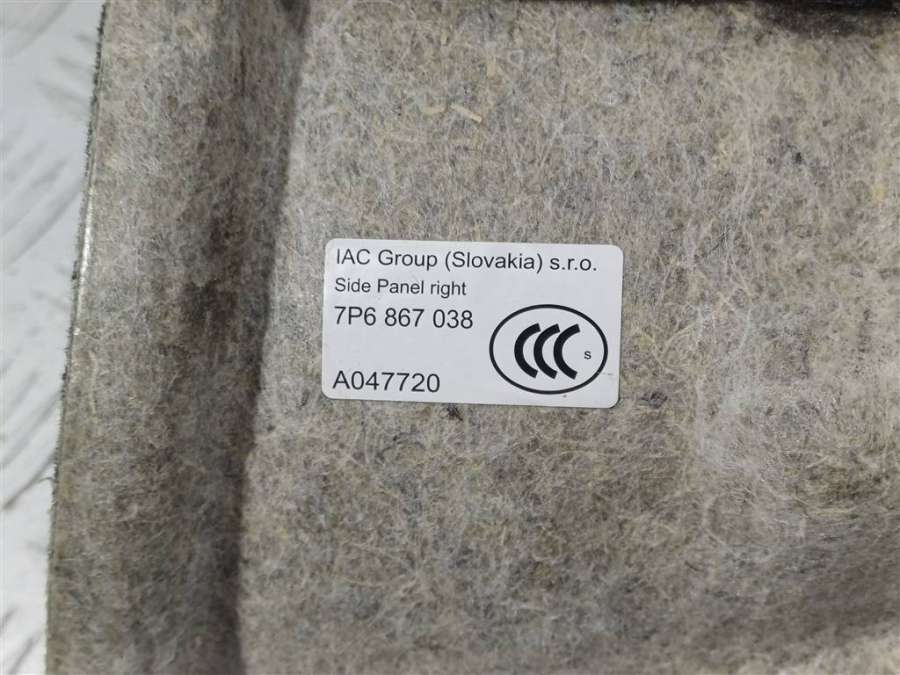 IAC Group (Slovakia) s.r.o.
Side Panel right
7P6 867 038
CCC S
A047720